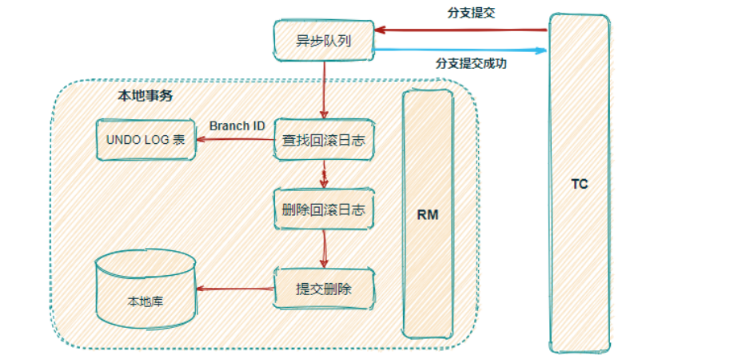 分支提交
异步队列
分支提交成功
本地事务
Branch ID
UNDO LOG 表
查找回滚日志
TC
删除回滚日志
RM
提交删除
本地库